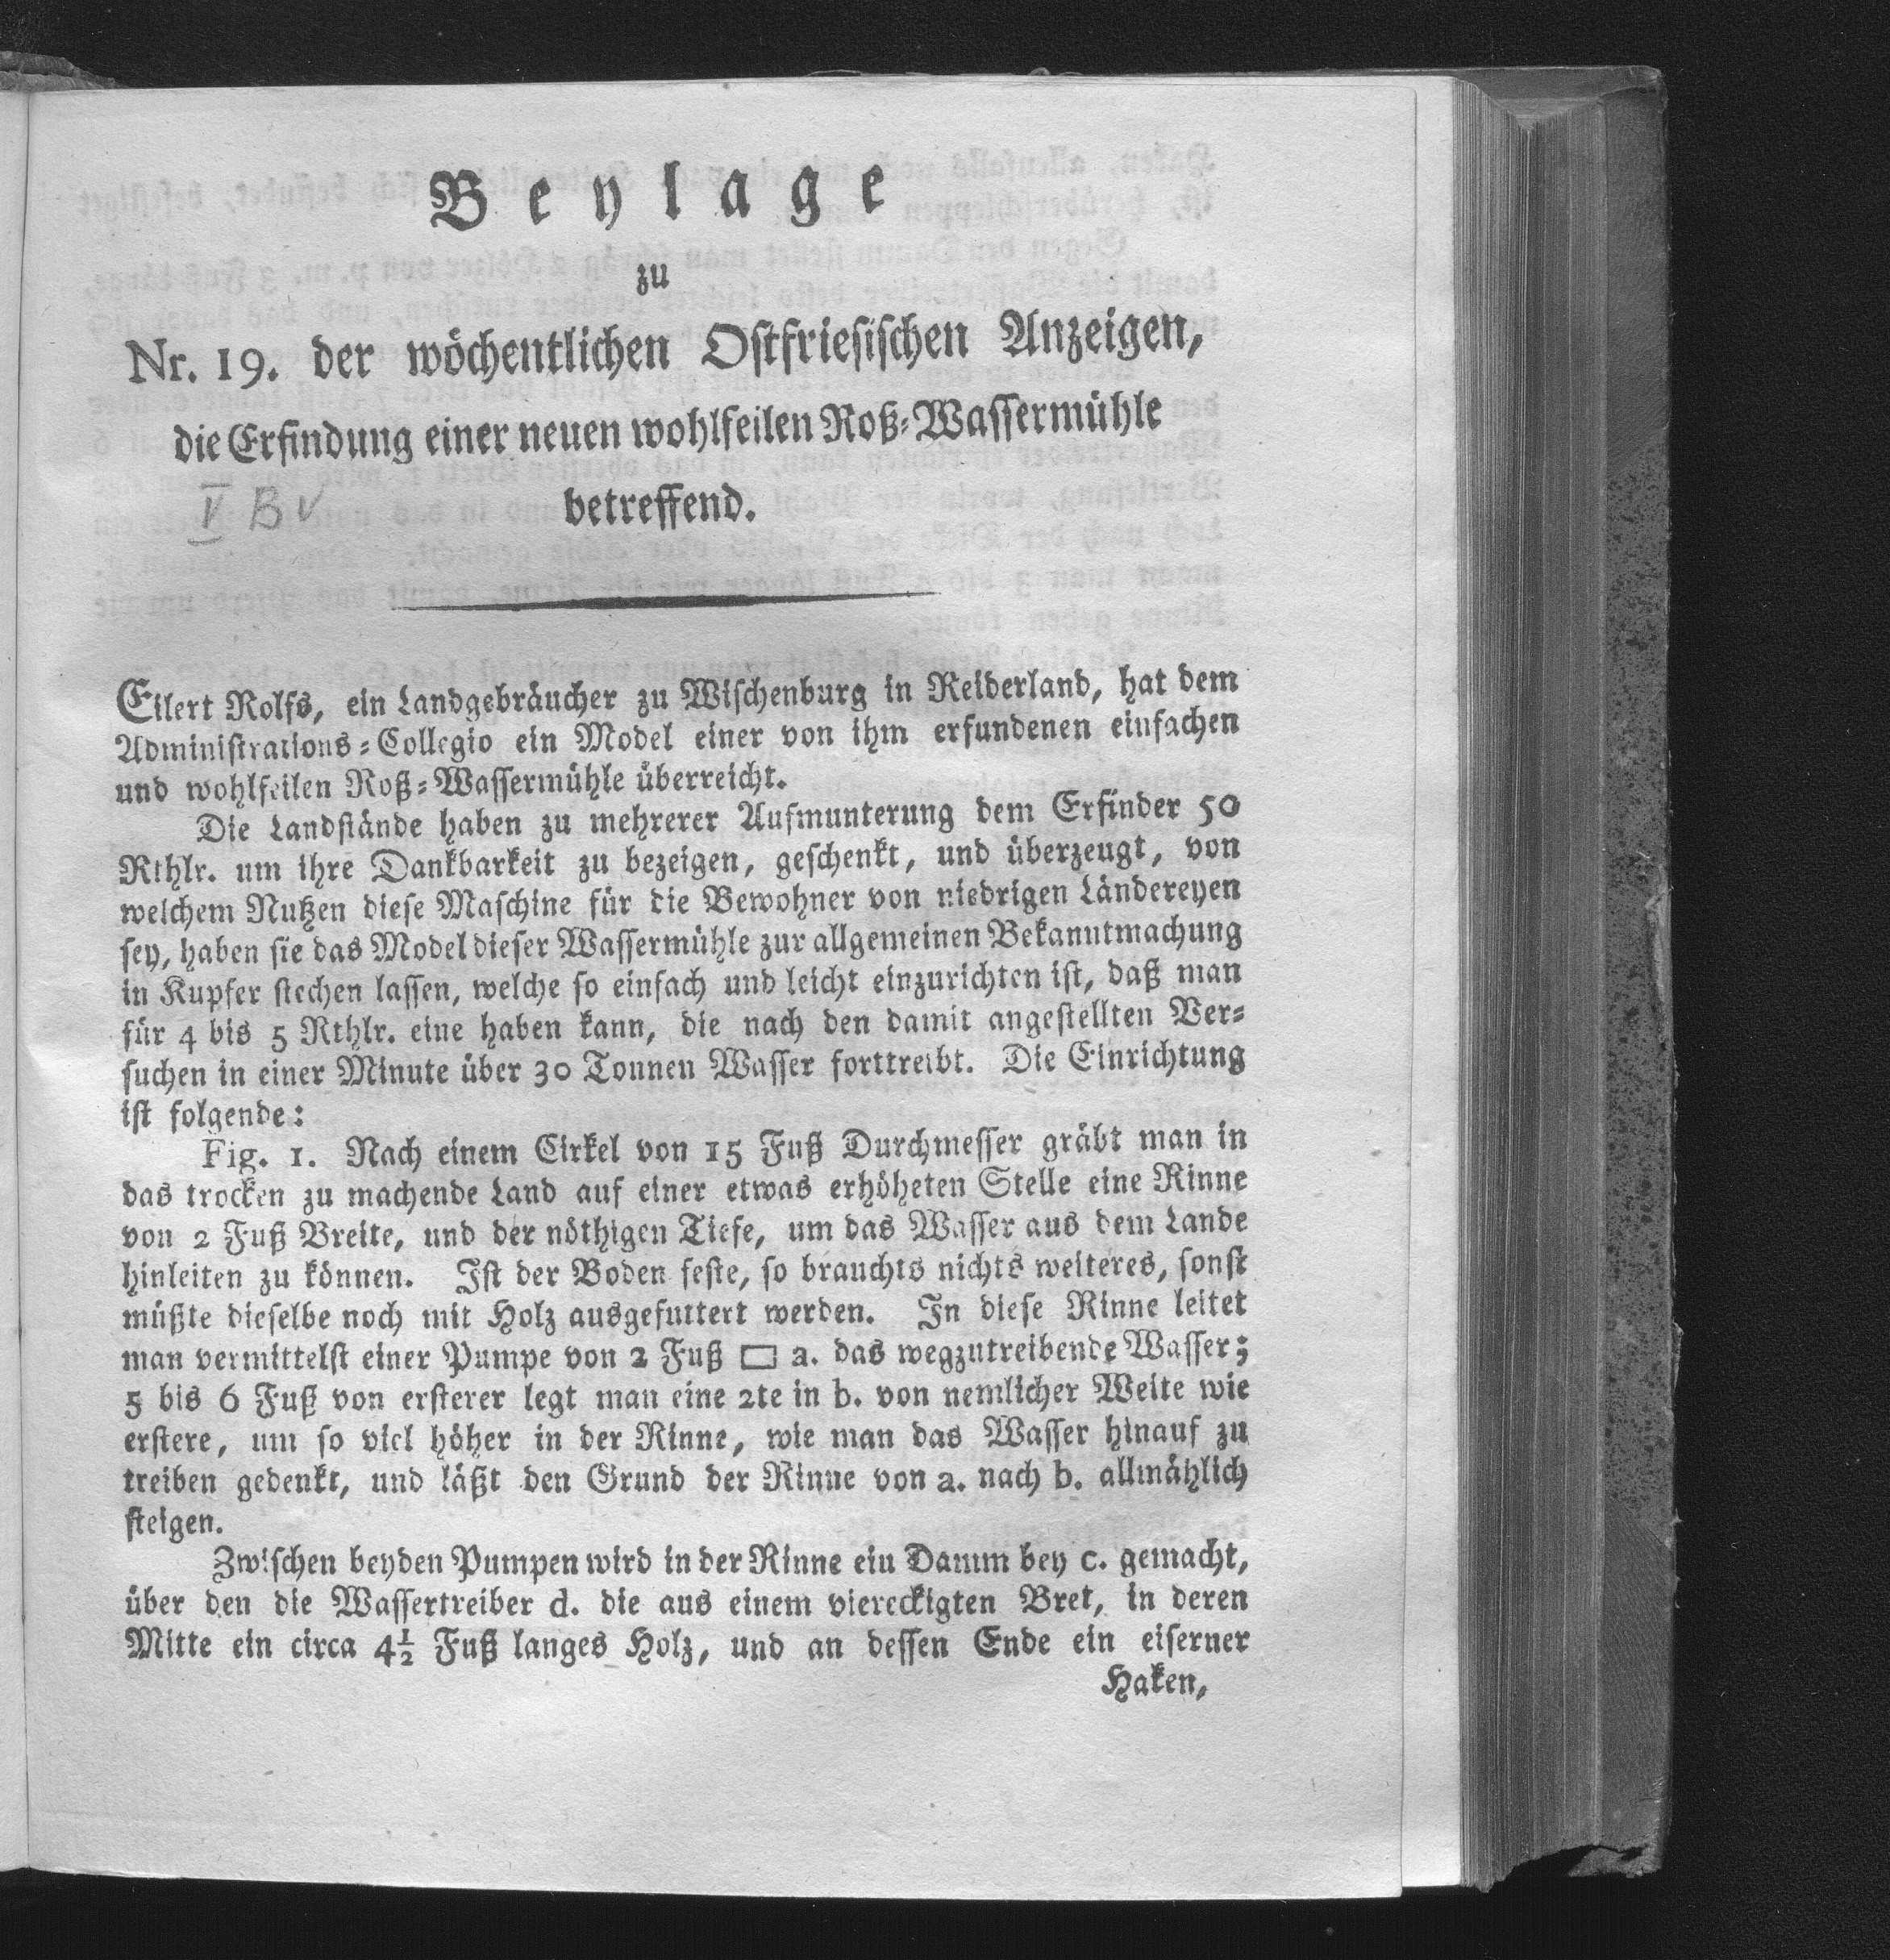 Beylage
zu
Nr. 19. der wöchentlichen Ostfriesischen Anzeigen,
die Erfindung einer neuen wohlfeilen Roß-Wassermühle
betreffend.
V B V
Eilert Rolfs, ein Landgebräucher zu Wischenburg in Reiderland, hat dem
Administrations-Collegio ein Model einer von ihm erfundenen einfachen
und wohlfeilen Roß-Wassermühle überreicht.
Die Landstände haben zu mehrerer Aufmunterung dem Erfinder 50
Rthlr. um ihre Dankbarkeit zu bezeigen, geschenkt, und überzeugt, von
welchem Nutzen diese Maschine für die Bewohner von niedrigen Ländereyen
sey, haben sie das Model dieser Wassermühle zur allgemeinen Bekanntmachung
in Kupfer stechen lassen, welche so einfach und leicht einzurichten ist, daß man
für 4 bis 5 Rthlr. eine haben kann, die nach den damit angestellten Ver-
suchen in einer Minute über 30 Tonnen Wasser forttreibt. Die Einrichtung
ist folgende:
Fig. 1. Nach einem Cirkel von 15 Fuß Durchmesser gräbt man in
das trocken zu machende Land auf einer etwas erhöheten Stelle eine Rinne
von 2 Fuß Breite, und der nöthigen Tiefe, um das Wasser aus dem Lande
hinleiten zu können. Ist der Boden feste, so brauchts nichts weiteres, sonst
müßte dieselbe noch mit Holz ausgefuttert werden. In diese Rinne leitet
man vermittelst einer Pumpe von 2 Fuß ▭ a. das wegzutreibende Wasser;
5 bis 6 Fuß von ersterer legt man eine 2te in b. von nemlicher Weite wie
erstere, um so viel höher in der Rinne, wie man das Wasser hinauf zu
treiben gedenkt, und läßt den Grund der Rinne von a. nach b. allmählich
steigen.
Zwischen beyden Pumpen wird in der Rinne ein Damm bey c. gemacht,
über den die Wassertreiber d. die aus einem viereckigten Bret, in deren
Mitte ein circa 4½ Fuß langes Holz, und an dessen Ende ein eiserner
Haken,